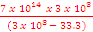 7 x 10¹⁴ x 3 x 10⁸
(3 x 10⁸ − 33.3)